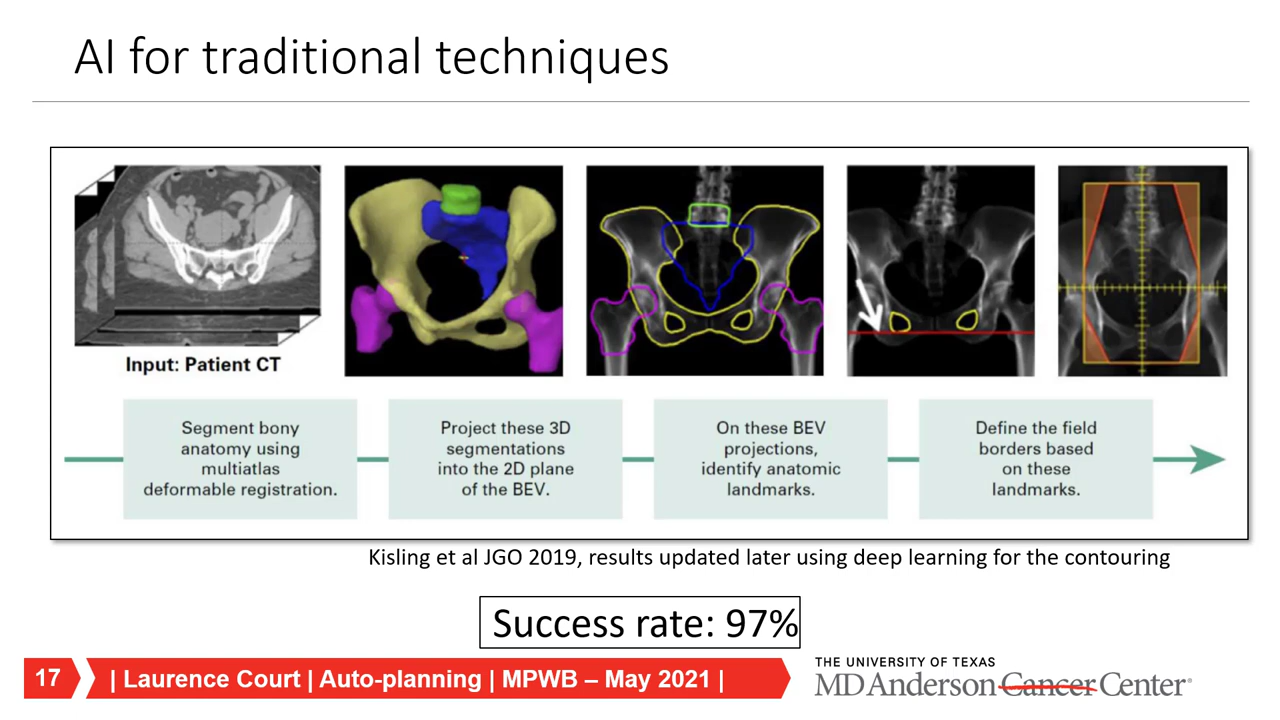 AI for traditional techniques
Input: Patient CT
Segment bony
anatomy using
multiatlas
deformable registration.
Project these 3D
segmentations
into the 2D plane
of the BEV.
On these BEV
projections,
identify anatomic
landmarks.
Define the field
borders based
on these
landmarks.
Kisling et al JGO 2019, results updated later using deep learning for the contouring
Success rate: 97%
17
| Laurence Court | Auto-planning | MPWB – May 2021 |
THE UNIVERSITY OF TEXAS
MD Anderson Cancer Center®